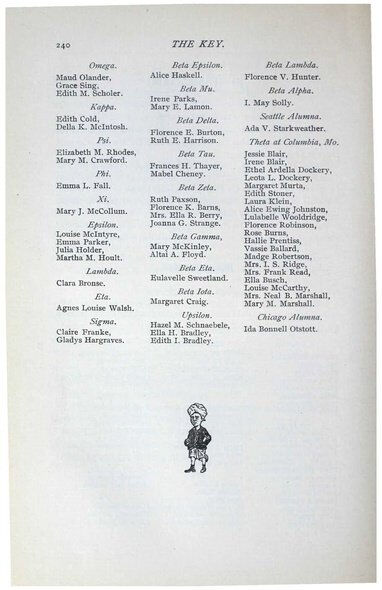 240
THE KEY.
Omega.
Maud Olander,
Grace Sing,
Edith M. Scholer.
Kappa.
Edith Cold,
Della K. McIntosh.
Psi.
Elizabeth M. Rhodes,
Mary M. Crawford.
Phi.
Emma L. Fall.
Xi.
Mary J. McCollum.
Epsilon.
Louise McIntyre,
Emma Parker,
Julia Holder,
Martha M. Hoult.
Lambda.
Clara Bronse.
Eta.
Agnes Louise Walsh.
Sigma.
Claire Franke,
Gladys Hargraves.
Beta Epsilon.
Alice Haskell.
Beta Mu.
Irene Parks,
Mary E. Lamon.
Beta Delta.
Florence E. Burton,
Ruth E. Harrison.
Beta Tau.
Frances H. Thayer,
Mabel Cheney.
Beta Zeta.
Ruth Paxson,
Florence K. Barns,
Mrs. Ella R. Berry,
Joanna G. Strange.
Beta Gamma,
Mary McKinley,
Altai A. Floyd.
Beta Eta.
Eulavelle Sweetland.
Beta Iota.
Margaret Craig.
Upsilon.
Hazel M. Schnaebele,
Ella H. Bradley,
Edith I. Bradley.
Beta Lambda.
Florence V. Hunter.
Beta Alpha.
I. May Solly.
Seattle Alumna.
Ada V. Starkweather.
Theta at Columbia, Mo.
Jessie Blair,
Irene Blair,
Ethel Ardella Dockery,
Leota L. Dockery,
Margaret Murta,
Edith Stoner,
Laura Klein,
Alice Ewing Johnston,
Lulabelle Wooldridge,
Florence Robinson,
Rose Burns,
Hallie Prentiss,
Vassie Ballard,
Madge Robertson,
Mrs. I. S. Ridge,
Mrs. Frank Read,
Ella Busch,
Louise McCarthy,
Mrs. Neal B. Marshall,
Mary M. Marshall.
Chicago Alumna.
Ida Bonnell Otstott.